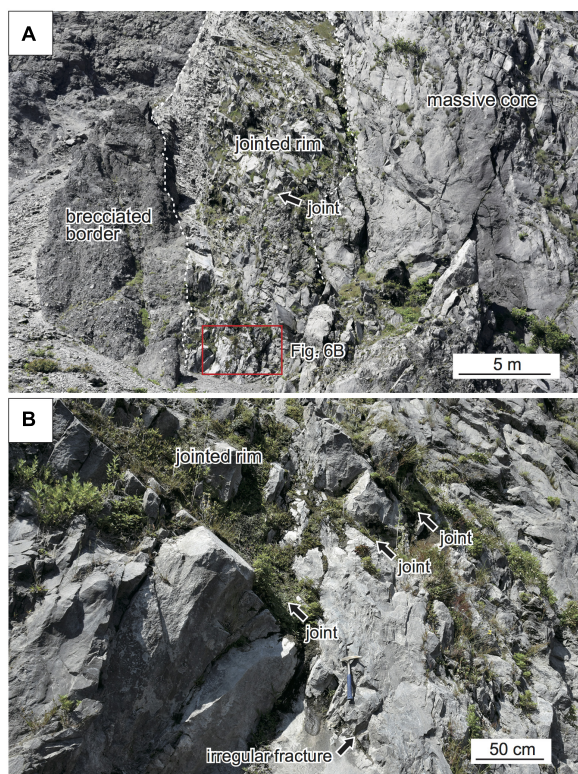 A
massive core
jointed rim
joint
brecciated
border
Fig. 6B
5 m
B
jointed rim
joint
joint
joint
irregular fracture
50 cm